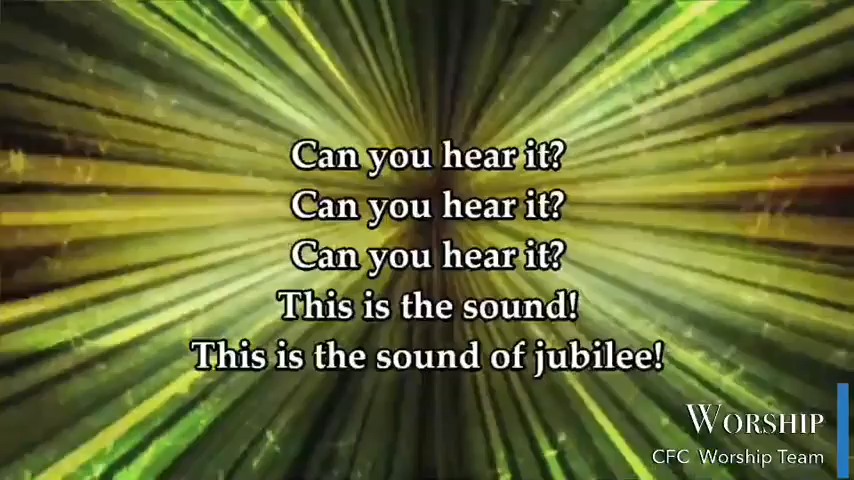 Can you hear it?
Can you hear it?
Can you hear it?
This is the sound!
This is the sound of jubilee!
Worship
CFC Worship Team